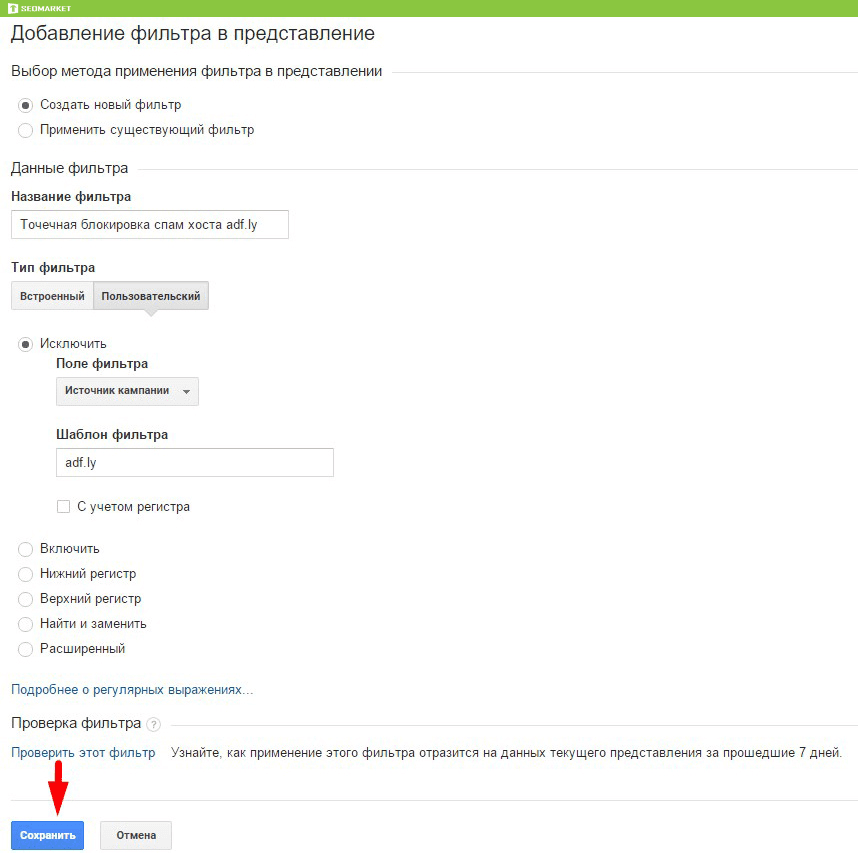 SEOMARKET
Добавление фильтра в представление
Выбор метода применения фильтра в представлении
Создать новый фильтр
Применить существующий фильтр
Данные фильтра
Название фильтра
Точечная блокировка спам хоста adf.ly
Тип фильтра
Встроенный Пользовательский
Исключить
Поле фильтра
Источник кампании
Шаблон фильтра
adf.ly
С учетом регистра
Включить
Нижний регистр
Верхний регистр
Найти и заменить
Расширенный
Подробнее о регулярных выражениях...
Проверка фильтра ?
Проверить этот фильтр Узнайте, как применение этого фильтра отразится на данных текущего представления за прошедшие 7 дней.
Сохранить Отмена